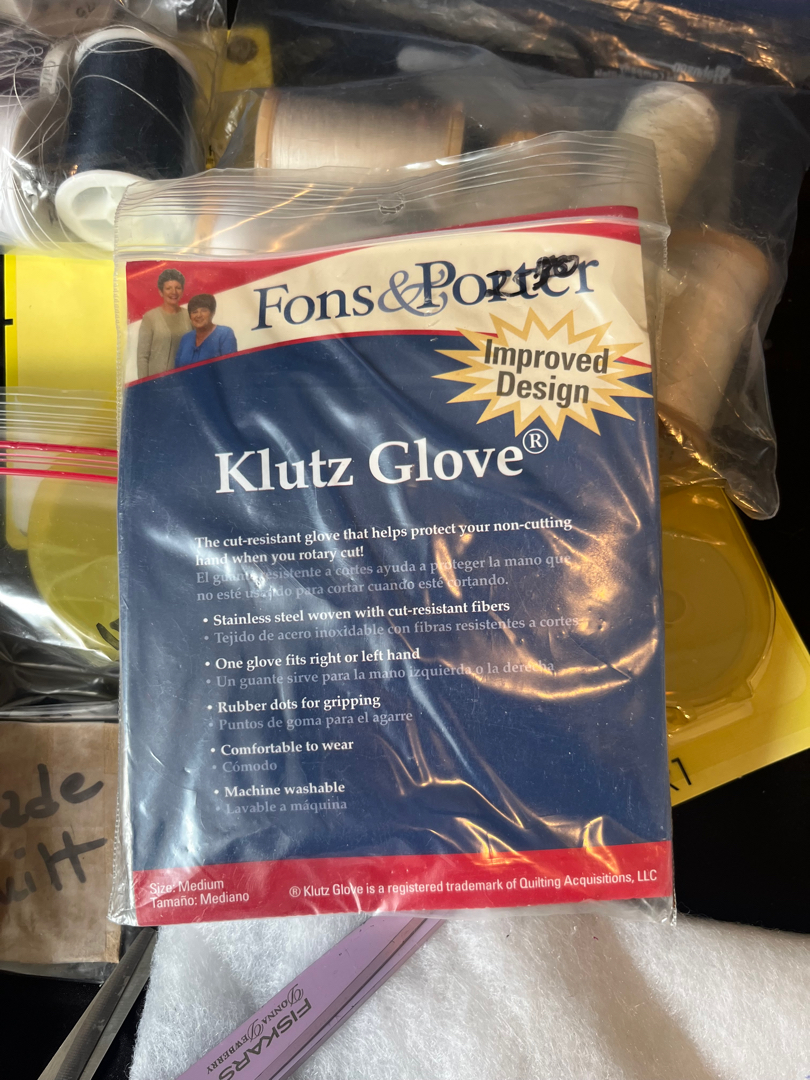 Fons&Porter
Improved
Design
Klutz Glove®
The cut-resistant glove that helps protect your non-cutting
hand when you rotary cut!
El guante resistente a cortes ayuda a proteger la mano que
no esté usando para cortar cuando esté cortando.
• Stainless steel woven with cut-resistant fibers
• Tejido de acero inoxidable con fibras resistentes a cortes
• One glove fits right or left hand
• Un guante sirve para la mano izquierda o la derecha
• Rubber dots for gripping
• Puntos de goma para el agarre
• Comfortable to wear
• Cómodo
• Machine washable
• Lavable a máquina
Size: Medium
Tamaño: Mediano
® Klutz Glove is a registered trademark of Quilting Acquisitions, LLC
FISKARS
DONNA DEWBERRY